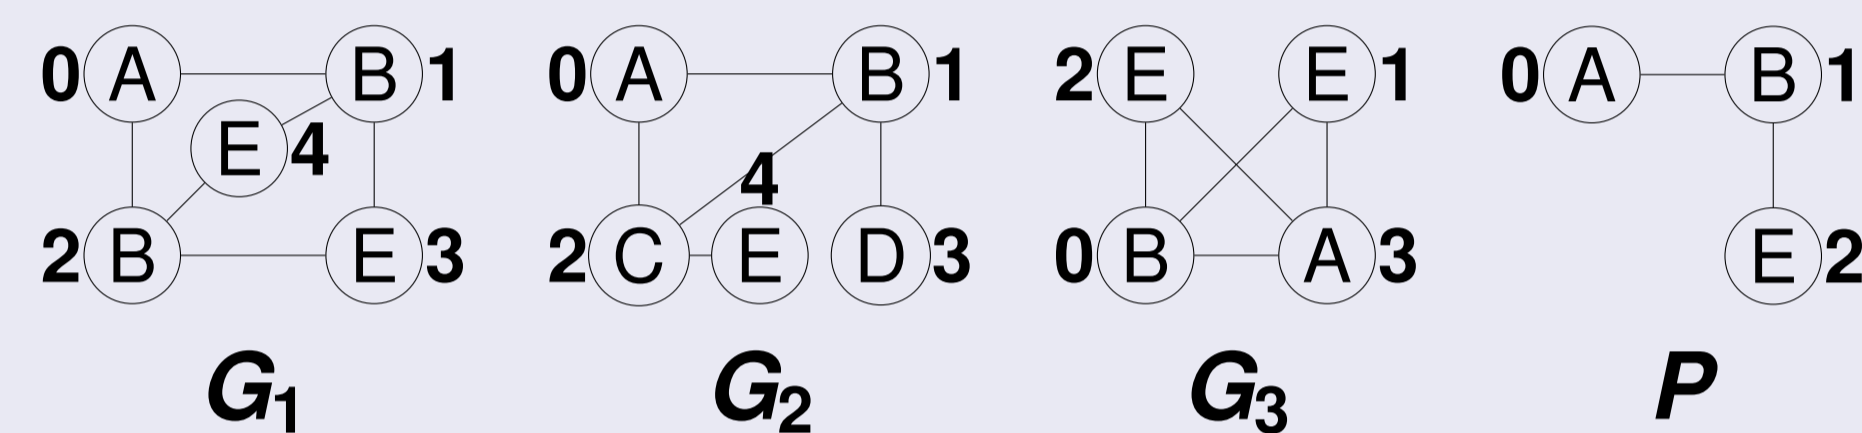 0 A B 1 0 A B 1 2 E E 1 0 A B 1
E 4 4
2 B E 3 2 C E D 3 0 B A 3 E 2
G1 G2 G3 P